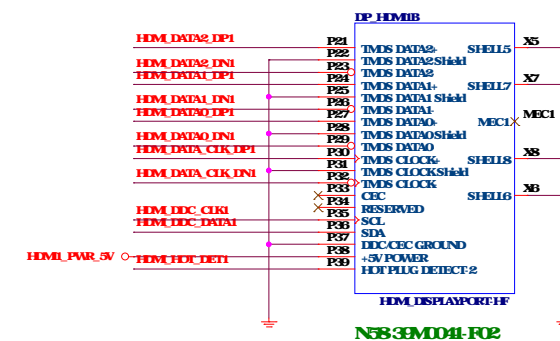 DP_HDMI1B
HDMI_DATA2_DP1 P21 TMDS DATA2+ SHELL5 X5
P22 TMDS DATA2 Shield
HDMI_DATA2_DN1 P23 TMDS DATA2-
HDMI_DATA1_DP1 P24 TMDS DATA1+ SHELL7 X7
P25 TMDS DATA1 Shield
HDMI_DATA1_DN1 P26 TMDS DATA1-
HDMI_DATA0_DP1 P27 TMDS DATA0+ MEC1 MEC1
P28 TMDS DATA0 Shield
HDMI_DATA0_DN1 P29 TMDS DATA0-
HDMI_DATA_CLK_DP1 P30 TMDS CLOCK+ SHELL8 X8
P31 TMDS CLOCK Shield
HDMI_DATA_CLK_DN1 P32 TMDS CLOCK-
P33 CEC SHELL6 X6
P34 RESERVED
HDMI_DDC_CLK1 P35 SCL
HDMI_DDC_DATA1 P36 SDA
P37 DDC/CEC GROUND
HDMI1_PWR_5V P38 +5V POWER
HDMI_HOT_DET1 P39 HOT PLUG DETECT-2
HDMI_DISPLAYPORT-HF
N58-39M0041-F02